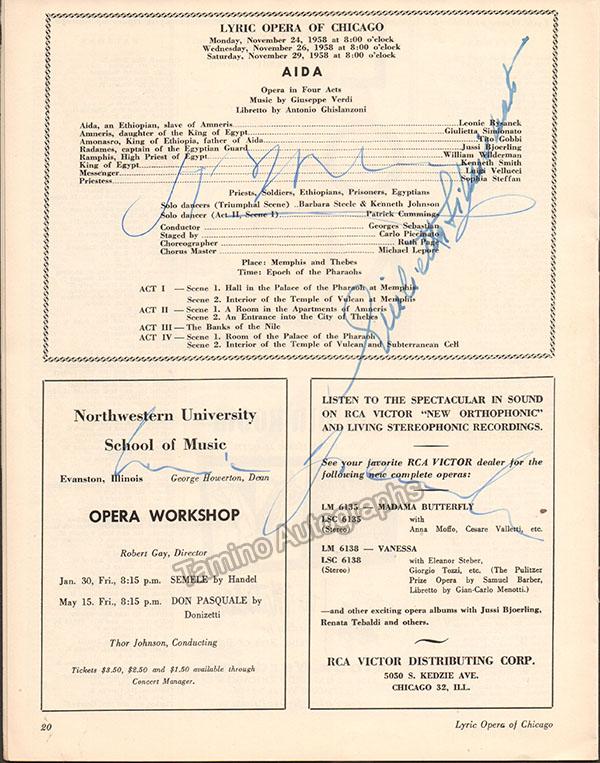 LYRIC OPERA OF CHICAGO
Monday, November 24, 1958 at 8:00 o'clock
Wednesday, November 26, 1958 at 8:00 o'clock
Saturday, November 29, 1958 at 8:00 o'clock
AIDA
Opera in Four Acts
Music by Giuseppe Verdi
Libretto by Antonio Ghislanzoni
Aida, an Ethiopian, slave of Amneris Leonie Rysanek
Amneris, daughter of the King of Egypt Giulietta Simionato
Amonasro, King of Ethiopia, father of Aida Tito Gobbi
Radames, captain of the Egyptian Guard Jussi Bjoerling
Ramphis, High Priest of Egypt William Wilderman
King of Egypt Kenneth Smith
Messenger Vellucci
Priestess Sophia Steffan
Priests, Soldiers, Ethiopians, Prisoners, Egyptians
Solo dancers (Triumphal Scene) Barbara Steele & Kenneth Johnson
Solo dancer (Act II, Scene 1) Patrick Cummings
Conductor Georges Sebastian
Staged by Carlo Piccinato
Choreographer Ruth Page
Chorus Master Michael Lepore
Place: Memphis and Thebes
Time: Epoch of the Pharaohs
ACT I — Scene 1. Hall in the Palace of the Pharaoh at Memphis
Scene 2. Interior of the Temple of Vulcan at Memphis
ACT II — Scene 1. A Room in the Apartments of Amneris
Scene 2. An Entrance into the City of Thebes
ACT III — The Banks of the Nile
ACT IV — Scene 1. Room of the Palace of the Pharaoh
Scene 2. Interior of the Temple of Vulcan and Subterranean Cell
Giulietta Simionato
Northwestern University
School of Music
Evanston, Illinois George Howerton, Dean
OPERA WORKSHOP
Robert Gay, Director
Jan. 30, Fri., 8:15 p.m. SEMELE by Handel
May 15, Fri., 8:15 p.m. DON PASQUALE by
Donizetti
Thor Johnson, Conducting
Tickets $3.50, $2.50 and $1.50 available through
Concert Manager.
LISTEN TO THE SPECTACULAR IN SOUND
ON RCA VICTOR "NEW ORTHOPHONIC"
AND LIVING STEREOPHONIC RECORDINGS.
See your favorite RCA VICTOR dealer for the
following new complete operas:
LM 6135 — MADAMA BUTTERFLY
LSC 6135 with
(Stereo) Anna Moffo, Cesare Valletti, etc.
LM 6138 — VANESSA
LSC 6138 with Eleanor Steber,
(Stereo) Giorgio Tozzi, etc. (The Pulitzer
Prize Opera by Samuel Barber,
Libretto by Gian-Carlo Menotti.)
—and other exciting opera albums with Jussi Bjoerling,
Renata Tebaldi and others.
RCA VICTOR DISTRIBUTING CORP.
5050 S. KEDZIE AVE.
CHICAGO 32, ILL.
Tamino Autographs
20 Lyric Opera of Chicago